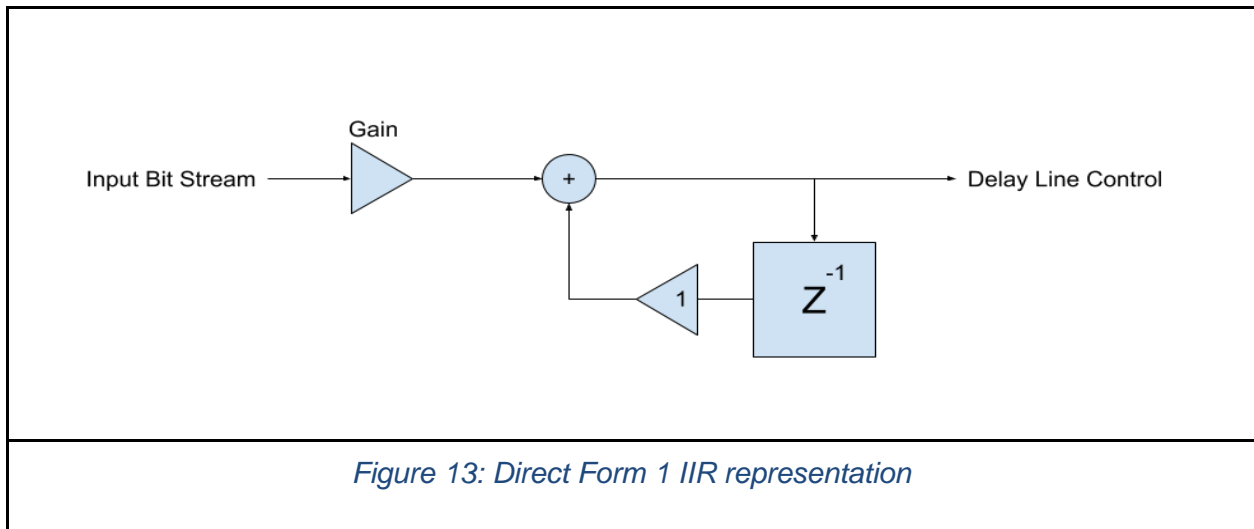 Gain
Input Bit Stream
+
Delay Line Control
1
Z-1
Figure 13: Direct Form 1 IIR representation